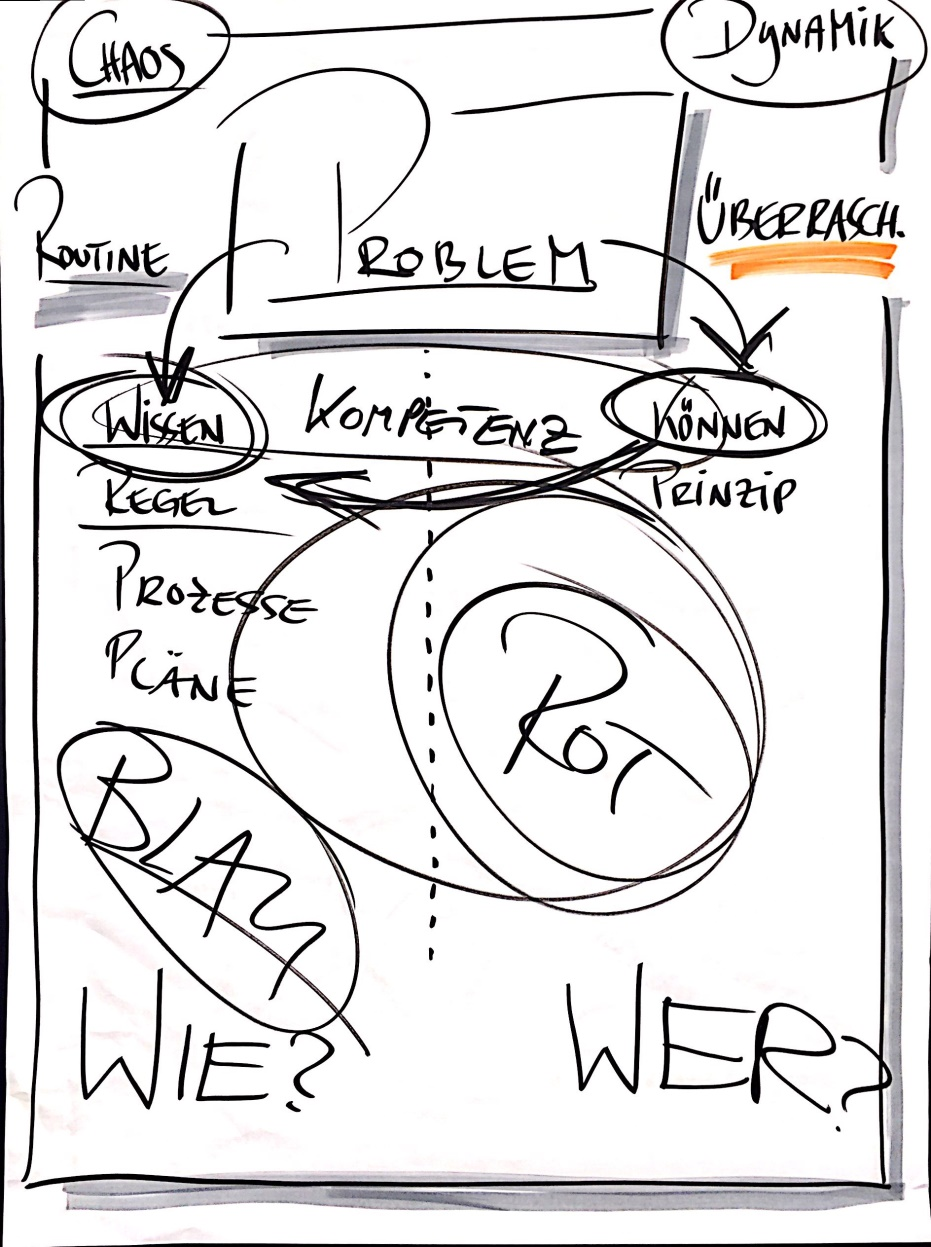 CHAOS
DYNAMIK
ROUTINE
PROBLEM
ÜBERRASCH.
WISSEN
KOMPETENZ
KÖNNEN
REGEL
PRINZIP
PROZESSE
PLÄNE
ROT
BLAU
WIE?
WER?